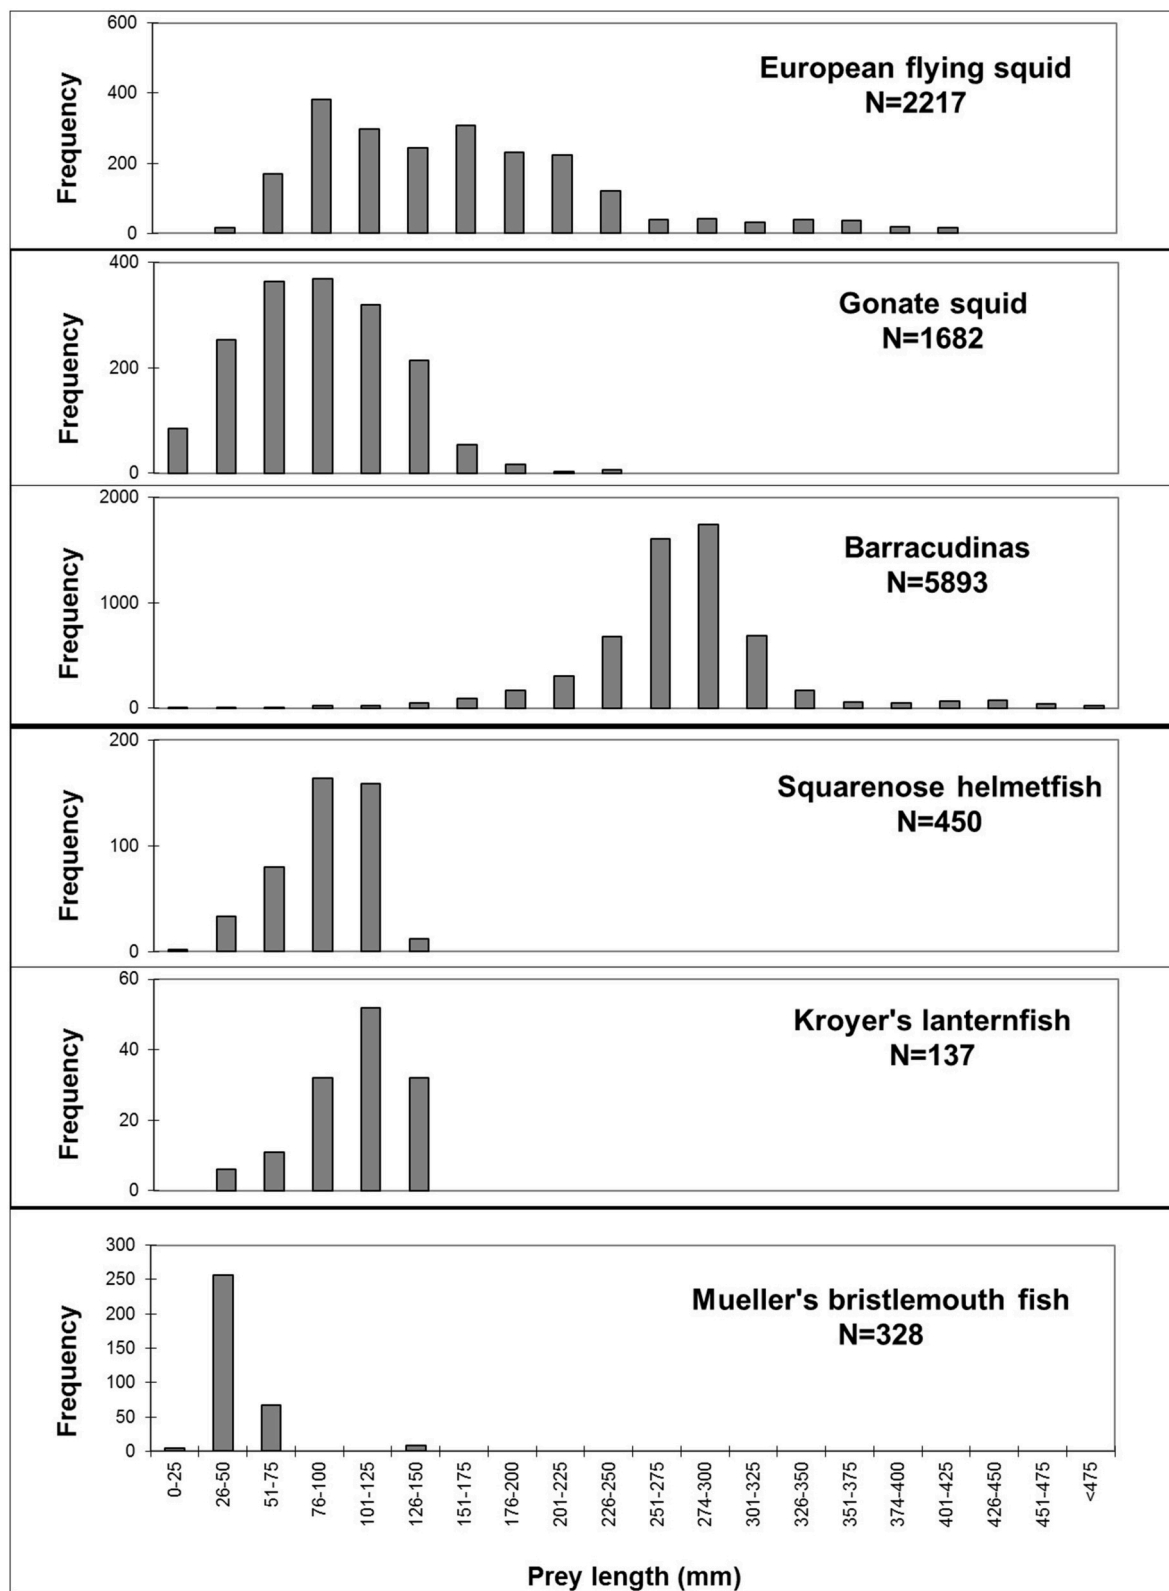 600
400
200
0
Frequency
European flying squid
N=2217
400
200
0
Frequency
Gonate squid
N=1682
2000
1000
0
Frequency
Barracudinas
N=5893
200
100
0
Frequency
Squarenose helmetfish
N=450
60
40
20
0
Frequency
Kroyer's lanternfish
N=137
300
250
200
150
100
50
0
Frequency
Mueller's bristlemouth fish
N=328
0-25
26-50
51-75
76-100
101-125
126-150
151-175
176-200
201-225
226-250
251-275
274-300
301-325
326-350
351-375
374-400
401-425
426-450
451-475
<475
Prey length (mm)